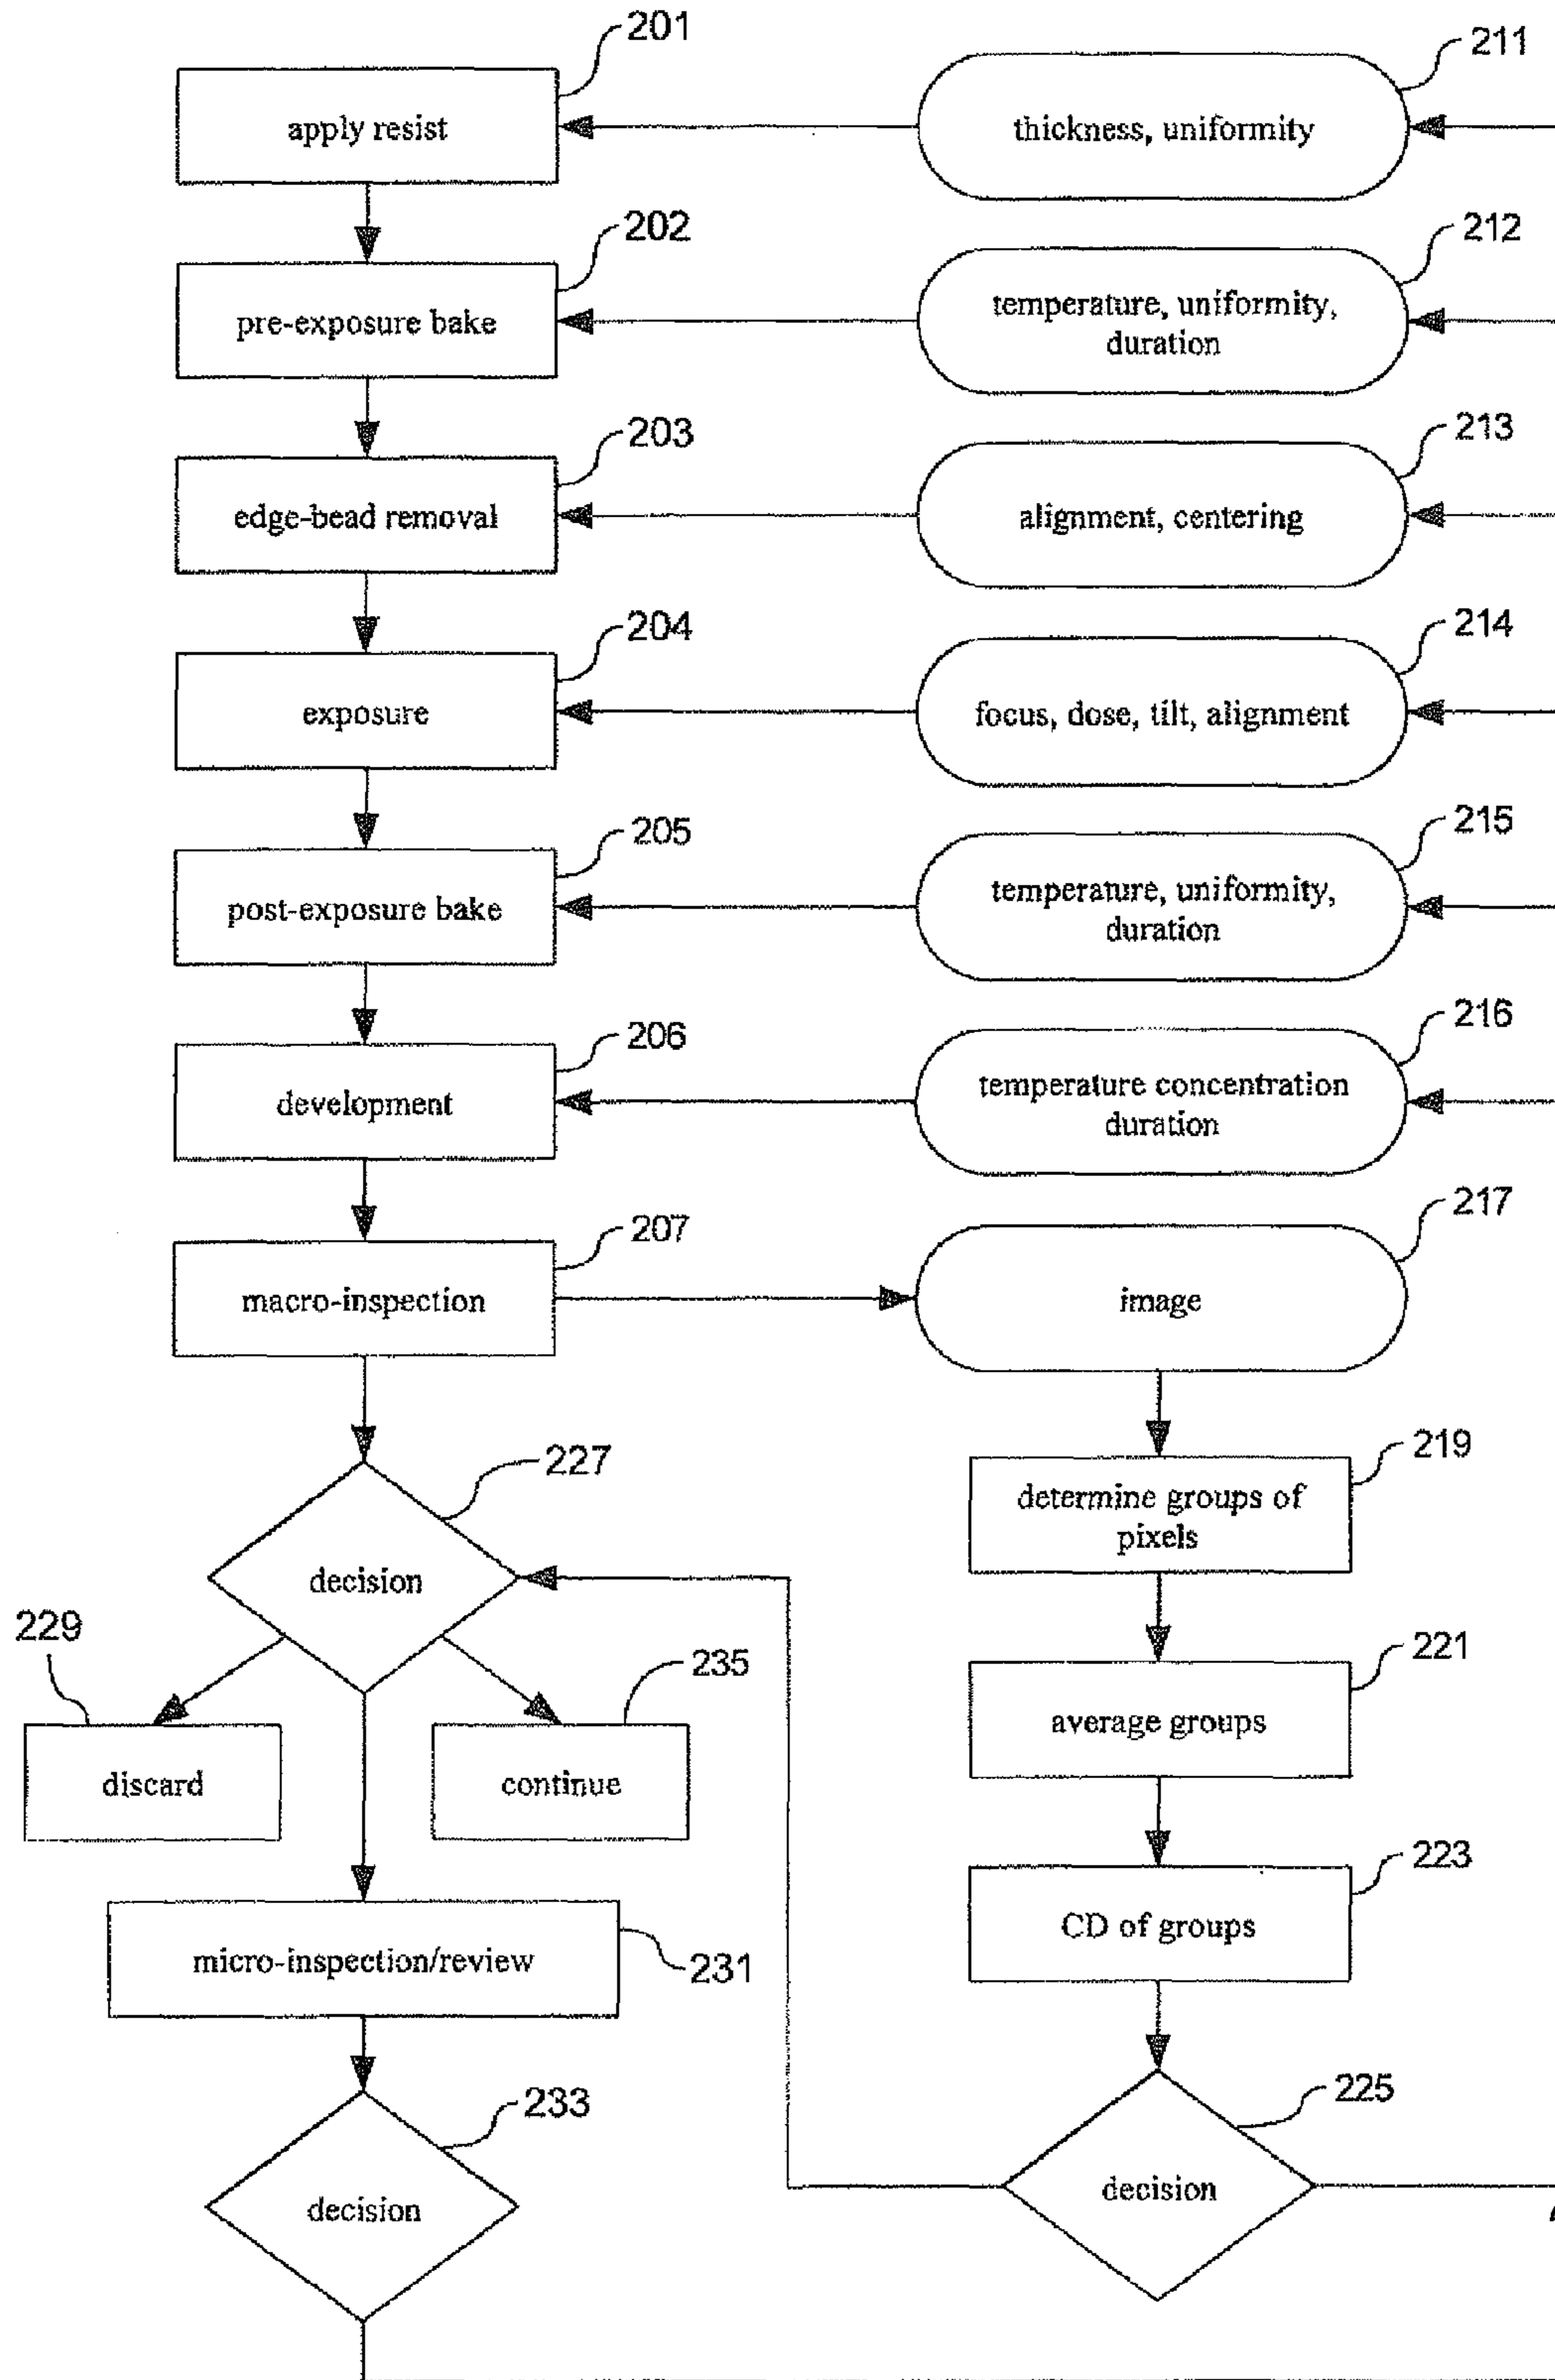 201
apply resist
211
thickness, uniformity
202
pre-exposure bake
212
temperature, uniformity,
duration
203
edge-bead removal
213
alignment, centering
204
exposure
214
focus, dose, tilt, alignment
205
post-exposure bake
215
temperature, uniformity,
duration
206
development
216
temperature concentration
duration
207
macro-inspection
217
image
227
decision
219
determine groups of
pixels
229
discard
235
continue
221
average groups
223
CD of groups
micro-inspection/review
231
233
decision
225
decision